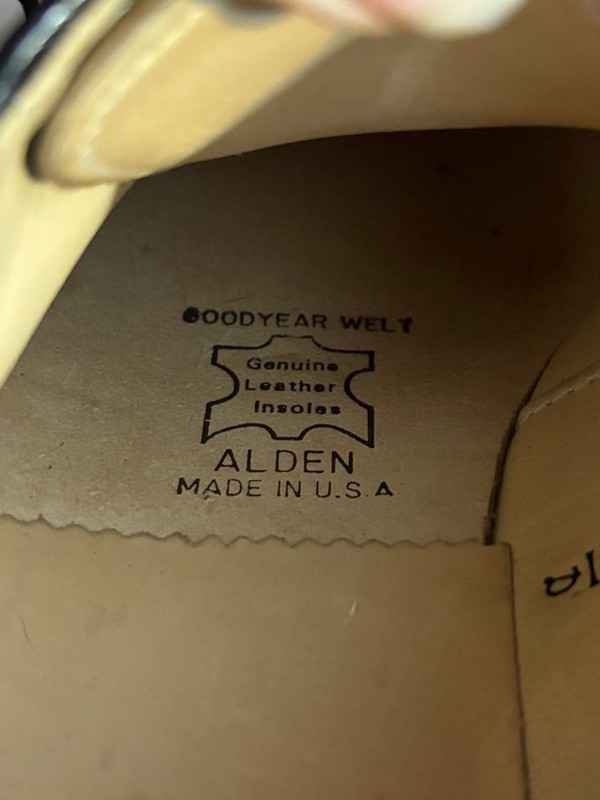 GOODYEAR WELT
Genuine
Leather
Insoles
ALDEN
MADE IN U.S.A